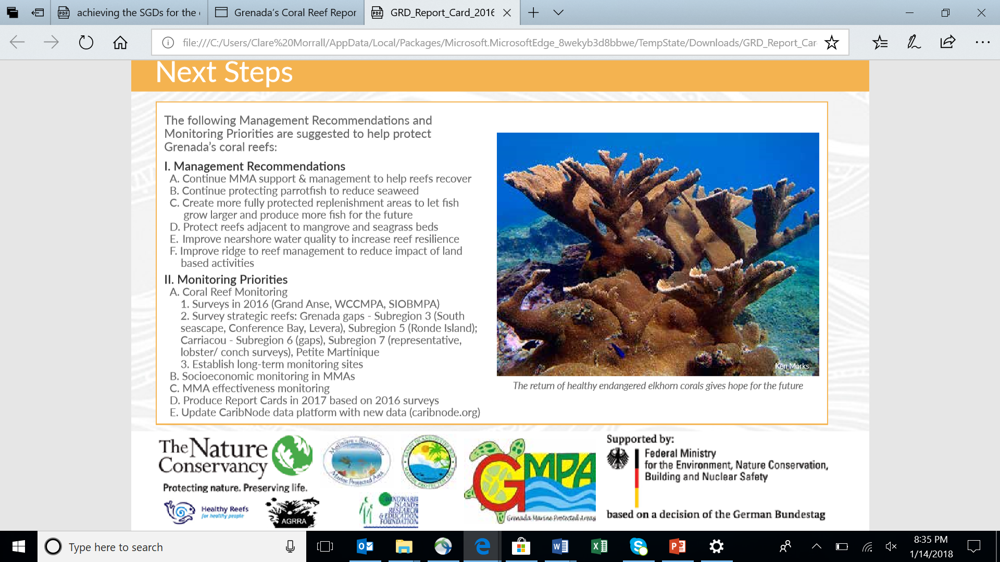 achieving the SGDs for the
Grenada's Coral Reef Repor
GRD_Report_Card_2016
file:///C:/Users/Clare%20Morrall/AppData/Local/Packages/Microsoft.MicrosoftEdge_8wekyb3d8bbwe/TempState/Downloads/GRD_Report_Car
Next Steps
The following Management Recommendations and
Monitoring Priorities are suggested to help protect
Grenada's coral reefs:
I. Management Recommendations
A. Continue MMA support & management to help reefs recover
B. Continue protecting parrotfish to reduce seaweed
C. Create more fully protected replenishment areas to let fish
grow larger and produce more fish for the future
D. Protect reefs adjacent to mangrove and seagrass beds
E. Improve nearshore water quality to increase reef resilience
F. Improve ridge to reef management to reduce impact of land
based activities
II. Monitoring Priorities
A. Coral Reef Monitoring
1. Surveys in 2016 (Grand Anse, WCCMPA, SIOBMPA)
2. Survey strategic reefs: Grenada gaps - Subregion 3 (South
seascape, Conference Bay, Levera), Subregion 5 (Ronde Island);
Carriacou - Subregion 6 (gaps), Subregion 7 (representative,
lobster/ conch surveys), Petite Martinique
3. Establish long-term monitoring sites
B. Socioeconomic monitoring in MMAs
C. MMA effectiveness monitoring
D. Produce Report Cards in 2017 based on 2016 surveys
E. Update CaribNode data platform with new data (caribnode.org)
Ken Marks
The return of healthy endangered elkhorn corals gives hope for the future
The Nature
Conservancy
Protecting nature. Preserving life.
Healthy Reefs
for healthy people
AGRRA
Moliniere - Beausejour
Marine Protected Area
MARINE PROTECTED AREA
WINDWARD
ISLANDS
RESEARCH
& EDUCATION
FOUNDATION
GMPA
Grenada Marine Protected Areas
Supported by:
Federal Ministry
for the Environment, Nature Conservation,
Building and Nuclear Safety
based on a decision of the German Bundestag
Type here to search
8:35 PM
1/14/2018